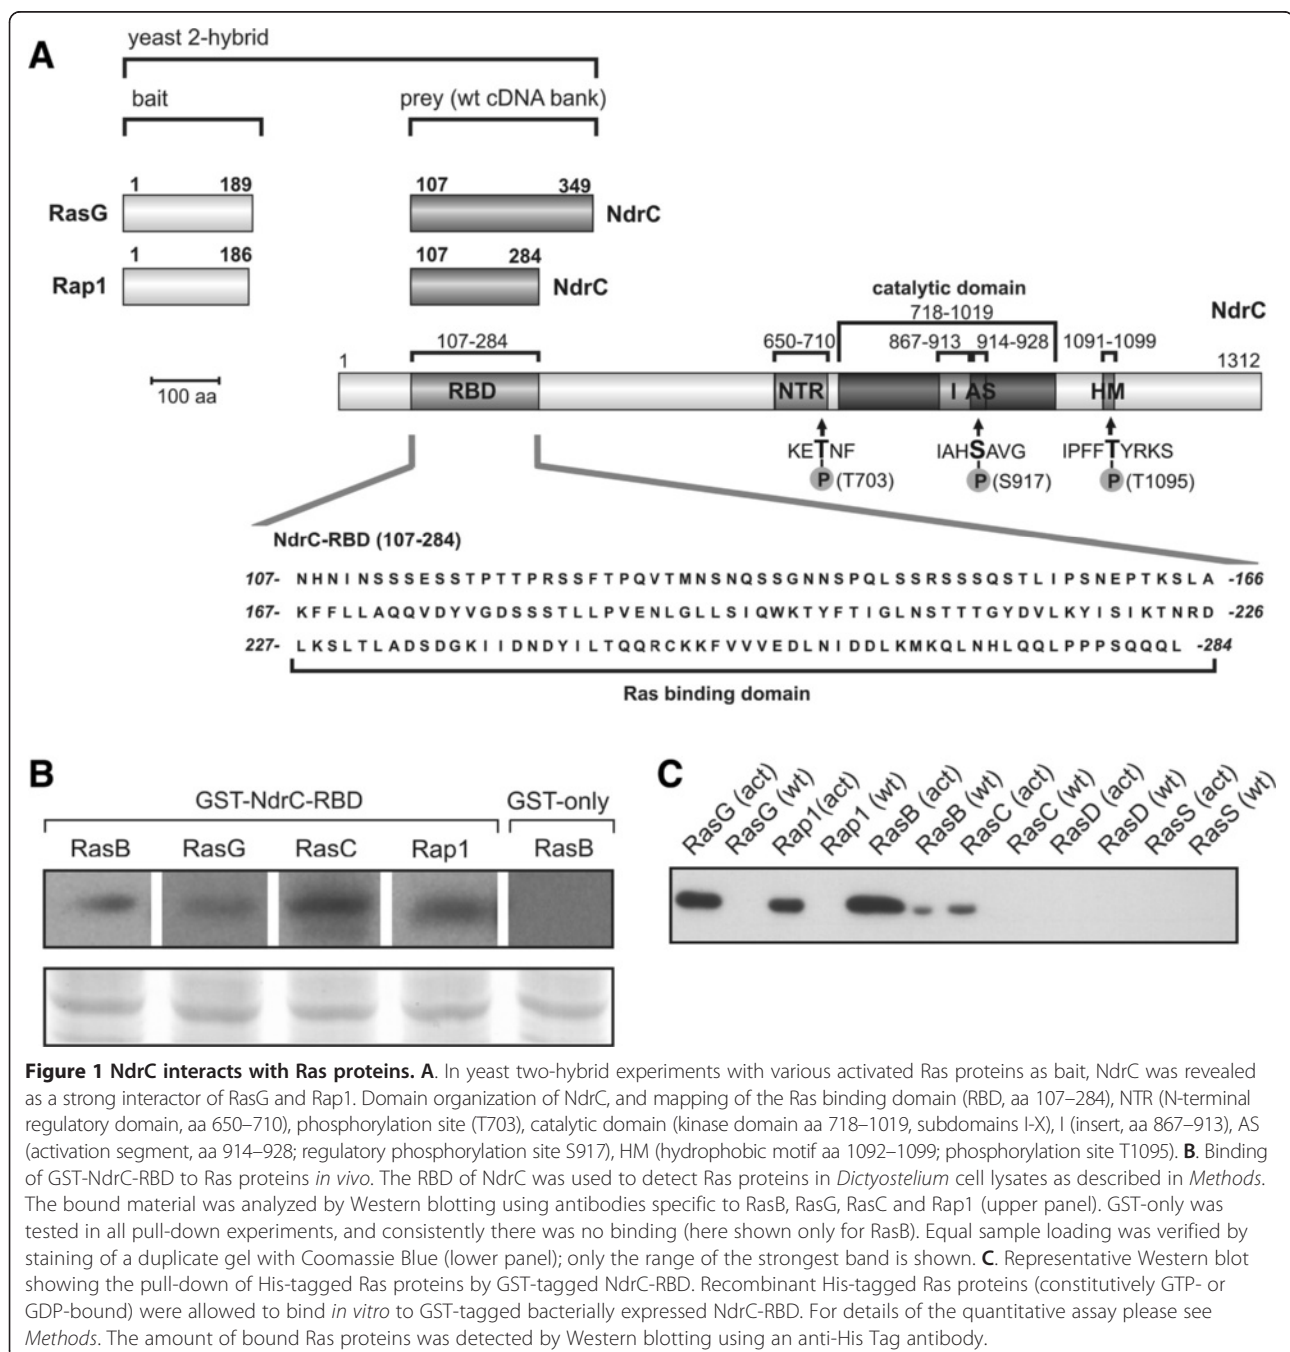 A
yeast 2-hybrid
bait
prey (wt cDNA bank)
1 189
107 349
RasG
NdrC
1 186
107 284
Rap1
NdrC
catalytic domain
718-1019
NdrC
107-284
650-710
867-913
914-928
1091-1099
1
1312
100 aa
RBD
NTR
I
AS
HM
KETNF
IAHSAVG
IPFFTYRKS
P (T703)
P (S917)
P (T1095)
NdrC-RBD (107-284)
107- NHNINSSSESSTPTTPRSSFTPQVTMNSNQSSGNNSPQLSSRSSSQSTLIPSNEPTKSLA -166
167- KFFLLAQQVDYVGDSSSTLLPVENLGLLSIQWKTYFTIGLNSTTTGYDVLKYISIKTNRD -226
227- LKSLTLADSDGKIIDNDYILTQQRCKKFVVVEDLNIDDLKMKQLNHLQQLPPPSQQQL -284
Ras binding domain
B
GST-NdrC-RBD
GST-only
RasB RasG RasC Rap1 RasB
C
RasG (act)
RasG (wt)
Rap1(act)
Rap1 (wt)
RasB (act)
RasB (wt)
RasC (act)
RasC (wt)
RasD (act)
RasD (wt)
RasS (act)
RasS (wt)
Figure 1 NdrC interacts with Ras proteins. A. In yeast two-hybrid experiments with various activated Ras proteins as bait, NdrC was revealed
as a strong interactor of RasG and Rap1. Domain organization of NdrC, and mapping of the Ras binding domain (RBD, aa 107–284), NTR (N-terminal
regulatory domain, aa 650–710), phosphorylation site (T703), catalytic domain (kinase domain aa 718–1019, subdomains I-X), I (insert, aa 867–913), AS
(activation segment, aa 914–928; regulatory phosphorylation site S917), HM (hydrophobic motif aa 1092–1099; phosphorylation site T1095). B. Binding
of GST-NdrC-RBD to Ras proteins in vivo. The RBD of NdrC was used to detect Ras proteins in Dictyostelium cell lysates as described in Methods.
The bound material was analyzed by Western blotting using antibodies specific to RasB, RasG, RasC and Rap1 (upper panel). GST-only was
tested in all pull-down experiments, and consistently there was no binding (here shown only for RasB). Equal sample loading was verified by
staining of a duplicate gel with Coomassie Blue (lower panel); only the range of the strongest band is shown. C. Representative Western blot
showing the pull-down of His-tagged Ras proteins by GST-tagged NdrC-RBD. Recombinant His-tagged Ras proteins (constitutively GTP- or
GDP-bound) were allowed to bind in vitro to GST-tagged bacterially expressed NdrC-RBD. For details of the quantitative assay please see
Methods. The amount of bound Ras proteins was detected by Western blotting using an anti-His Tag antibody.